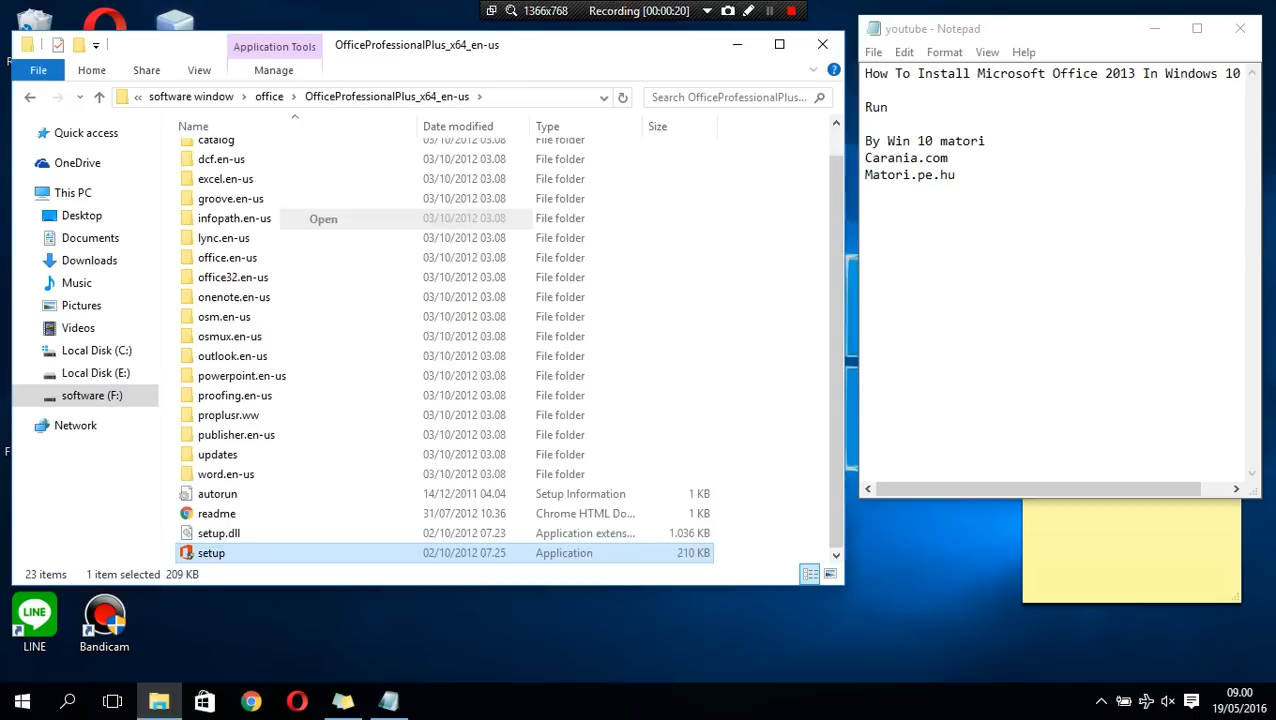 1366x768
Recording [00:00:20]
Application Tools
OfficeProfessionalPlus_x64_en-us
File
Home
Share
View
Manage
«
software window
office
OfficeProfessionalPlus_x64_en-us
Search OfficeProfessionalPlus...
Name
Date modified
Type
Size
Quick access
OneDrive
This PC
Desktop
Documents
Downloads
Music
Pictures
Videos
Local Disk (C:)
Local Disk (E:)
software (F:)
Network
catalog 03/10/2012 03.08 File folder
dcf.en-us 03/10/2012 03.08 File folder
excel.en-us 03/10/2012 03.08 File folder
groove.en-us 03/10/2012 03.08 File folder
infopath.en-us Open 03/10/2012 03.08 File folder
lync.en-us 03/10/2012 03.08 File folder
office.en-us 03/10/2012 03.08 File folder
office32.en-us 03/10/2012 03.08 File folder
onenote.en-us 03/10/2012 03.08 File folder
osm.en-us 03/10/2012 03.08 File folder
osmux.en-us 03/10/2012 03.08 File folder
outlook.en-us 03/10/2012 03.08 File folder
powerpoint.en-us 03/10/2012 03.08 File folder
proofing.en-us 03/10/2012 03.08 File folder
proplusr.ww 03/10/2012 03.08 File folder
publisher.en-us 03/10/2012 03.08 File folder
updates 03/10/2012 03.08 File folder
word.en-us 03/10/2012 03.08 File folder
autorun 14/12/2011 04.04 Setup Information 1 KB
readme 31/07/2012 10.36 Chrome HTML Do... 1 KB
setup.dll 02/10/2012 07.23 Application extens... 1.036 KB
setup 02/10/2012 07.25 Application 210 KB
23 items 1 item selected 209 KB
youtube - Notepad
File Edit Format View Help
How To Install Microsoft Office 2013 In Windows 10
Run
By Win 10 matori
Carania.com
Matori.pe.hu
LINE
LINE
Bandicam
09.00
19/05/2016